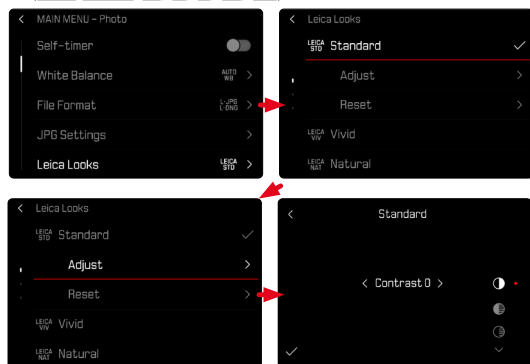 MAIN MENU - Photo
Self-timer
White Balance AUTO WB
File Format L-JPG L-DNG
JPG Settings
Leica Looks LEICA STD
Leica Looks
LEICA STD Standard
Adjust
Reset
LEICA VIV Vivid
LEICA NAT Natural
Leica Looks
LEICA STD Standard
Adjust
Reset
LEICA VIV Vivid
LEICA NAT Natural
Standard
Contrast 0